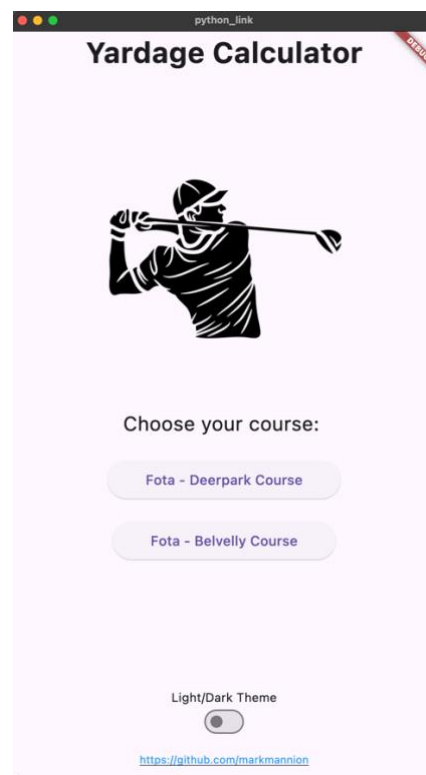 python_link
Yardage Calculator
DEBUG
Choose your course:
Fota - Deerpark Course
Fota - Belvelly Course
Light/Dark Theme
https://github.com/markmannion